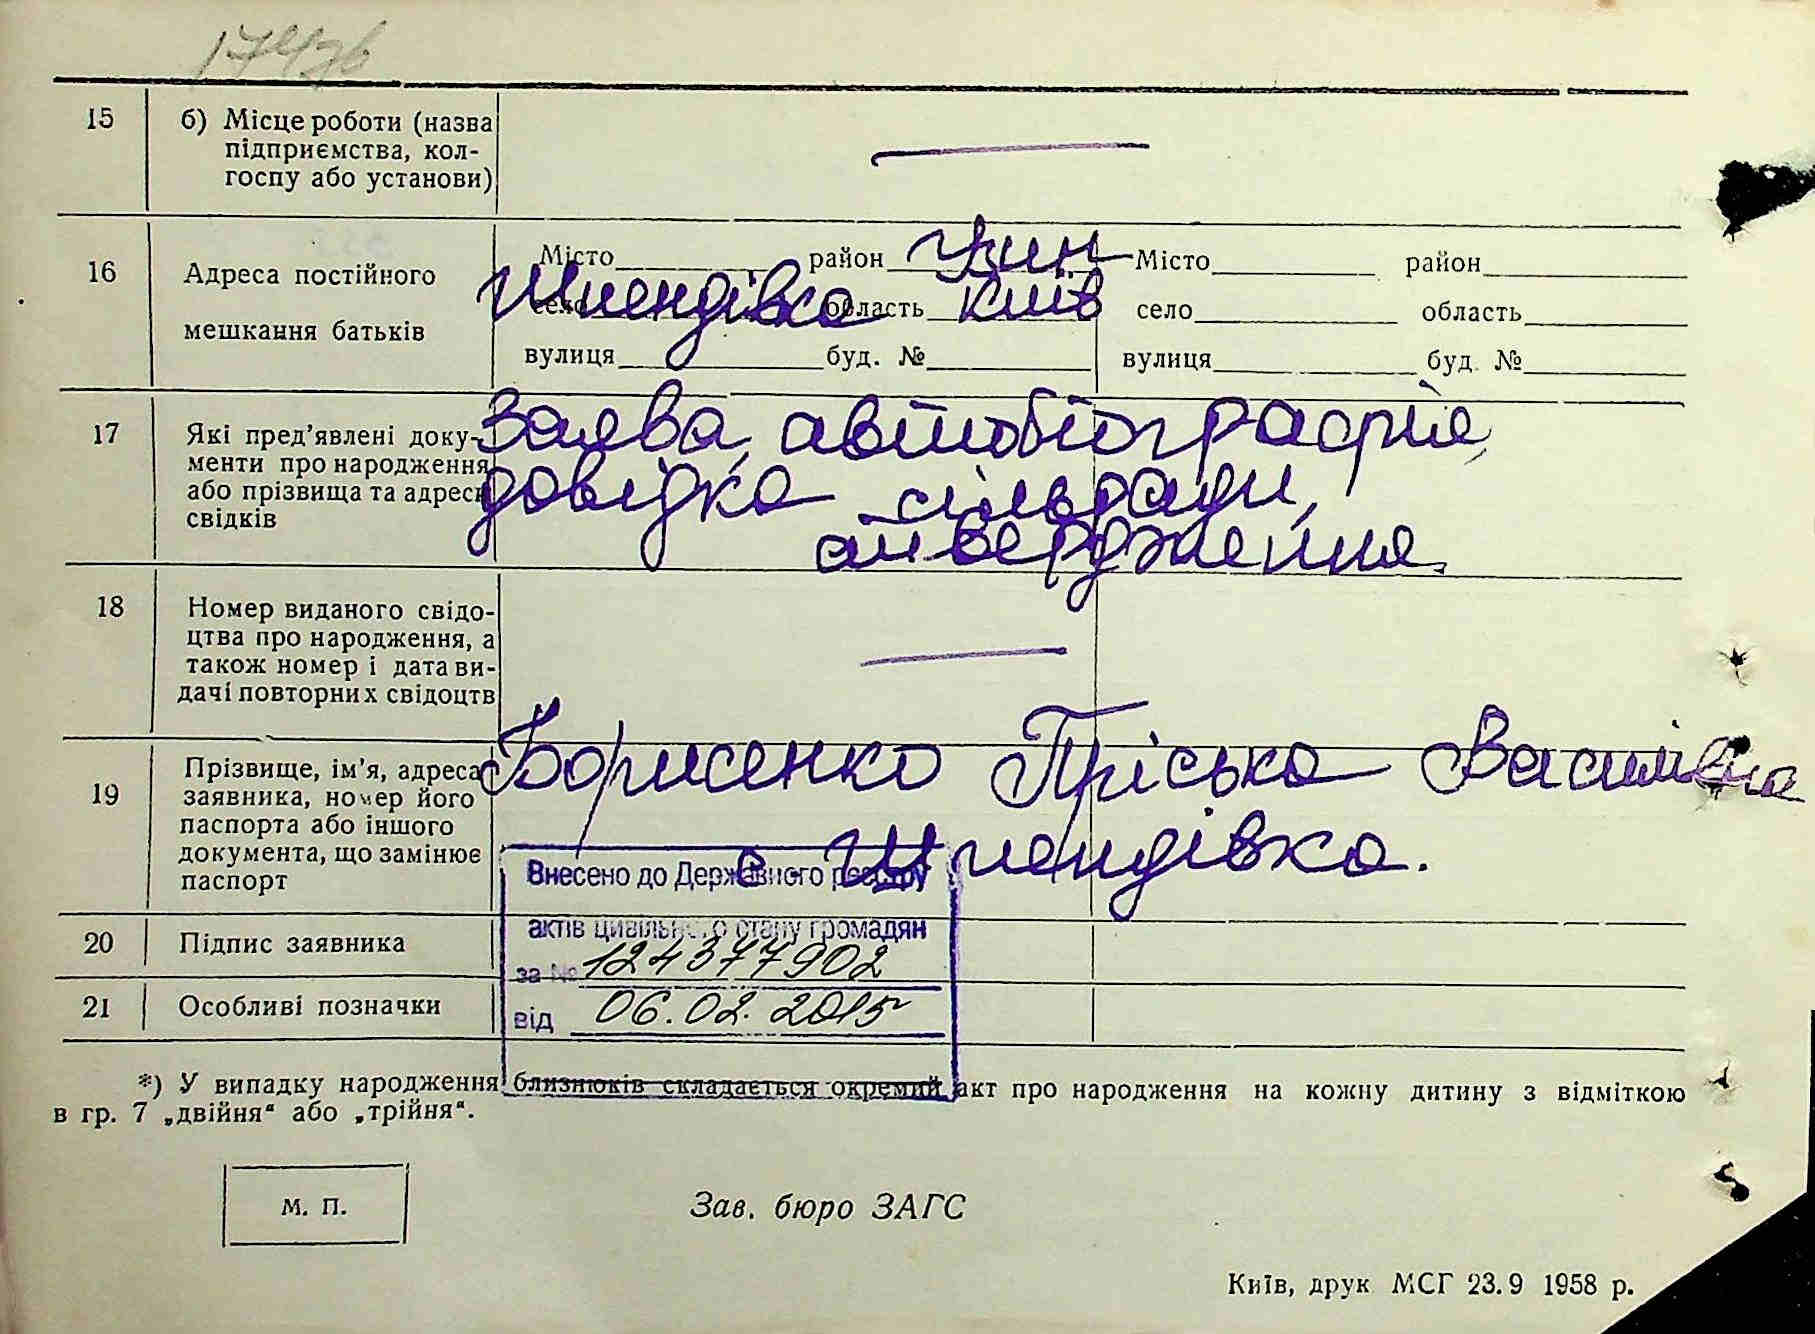 15 б) Місце роботи (назва
підприємства, кол-
госпу або установи)
16 Адреса постійного
мешкання батьків
Місто район Узин Місто район
село Шпендівка область Київ село область
вулиця буд. № вулиця буд. №
17 Які пред’явлені доку-
менти про народження
або прізвища та адреси
свідків
Заява, автобіографія,
довідка сільради,
ствердження.
18 Номер виданого свідо-
цтва про народження, а
також номер і дата ви-
дачі повторних свідоцтв
19 Прізвище, ім’я, адреса
заявника, номер його
паспорта або іншого
документа, що замінює
паспорт
Борисенко Пріська Василівна
с. Шпендівка.
Внесено до Державного реєстру
актів цивільного стану громадян
за № 124377902
від 06.02.2015
20 Підпис заявника
21 Особливі позначки
*) У випадку народження близнюків складається окремий акт про народження на кожну дитину з відміткою
в гр. 7 „двійня“ або „трійня“.
М. П.
Зав. бюро ЗАГС
Київ, друк МСГ 23.9 1958 р.